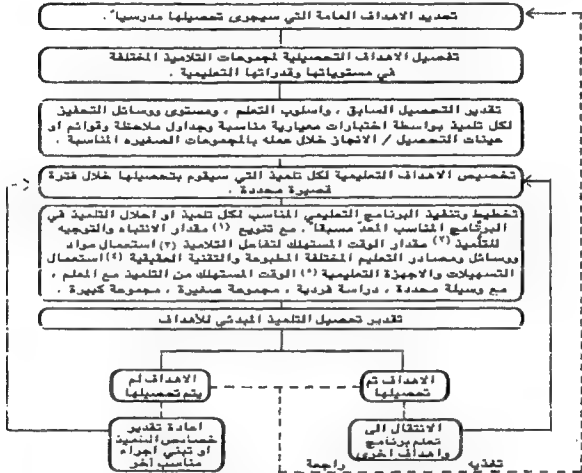 تحديد الاهداف العامة التي سيجرى تحصيلها مدرسياً .
تفصيل الاهداف التحصيلية لمجموعات التلاميذ المختلفة
في مستوياتها وقدراتها التعليمية .
تقدير التحصيل السابق ، واسلوب التعلم ، ومستوى ووسائل التحفيز
لكل تلميذ بواسطة اختبارات معيارية مناسبة وجداول ملاحظة وقوائم او
عينات التحصيل / الانجاز خلال عمله بالمجموعات الصغيره المناسبة .
تخصيص الاهداف التعليمية لكل تلميذ التي سيقوم بتحصيلها خلال فترة
قصيرة محددة .
تخطيط وتنفيذ البرنامج التعليمي المناسب لكل تلميذ او احلال التلميذ في
البرنامج المناسب المعد مسبقاً . مع تنويع (١) مقدار الانتباه والتوجيه
للتلميذ (٢) مقدار الوقت المستهلك لتفاعل التلاميذ (٣) استعمال مواد
ووسائل ومصادر التعليم المختلفة المطبوعة والتقنية الحقيقية (٤) استعمال
التسهيلات والاجهزة التعليمية (٥) الوقت المستهلك من التلميذ مع المعلم ،
مع وسيلة محددة ، دراسة فردية ، مجموعة صغيرة ، مجموعة كبيرة .
تقدير تحصيل التلميذ المبدئي للأهداف
الاهداف تم
تحصيلها
الاهداف لم
يتم تحصيلها
الانتقال الى
تعلم برنامج
واهداف اخرى
اعادة تقدير
خصائص التلميذ
او تبني اجراء
مناسب آخر
تغذيه راجعة